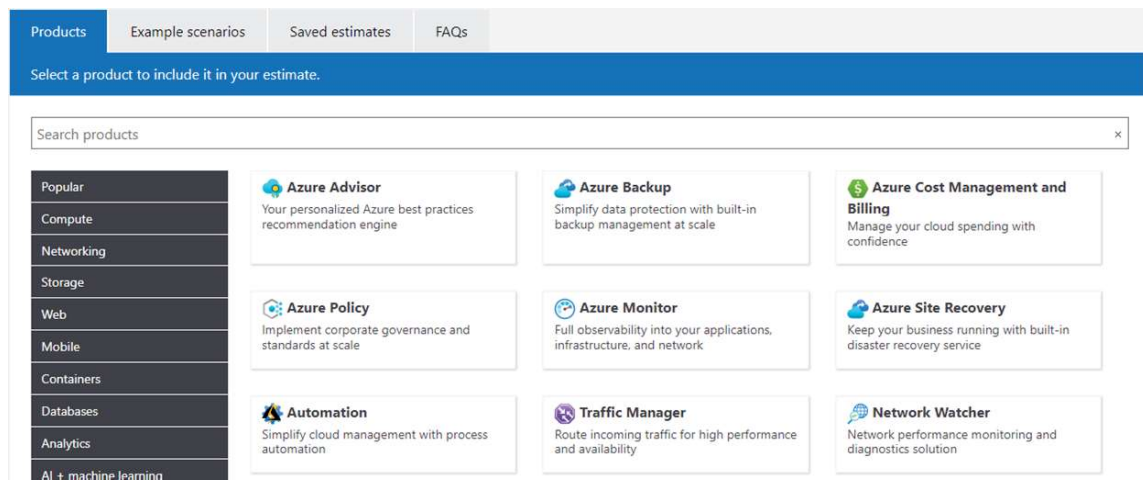 Products Example scenarios Saved estimates FAQs
Select a product to include it in your estimate.
Search products ×
Popular
Compute
Networking
Storage
Web
Mobile
Containers
Databases
Analytics
AI + machine learning
Azure Advisor
Your personalized Azure best practices
recommendation engine
Azure Backup
Simplify data protection with built-in
backup management at scale
Azure Cost Management and
Billing
Manage your cloud spending with
confidence
Azure Policy
Implement corporate governance and
standards at scale
Azure Monitor
Full observability into your applications,
infrastructure, and network
Azure Site Recovery
Keep your business running with built-in
disaster recovery service
Automation
Simplify cloud management with process
automation
Traffic Manager
Route incoming traffic for high performance
and availability
Network Watcher
Network performance monitoring and
diagnostics solution